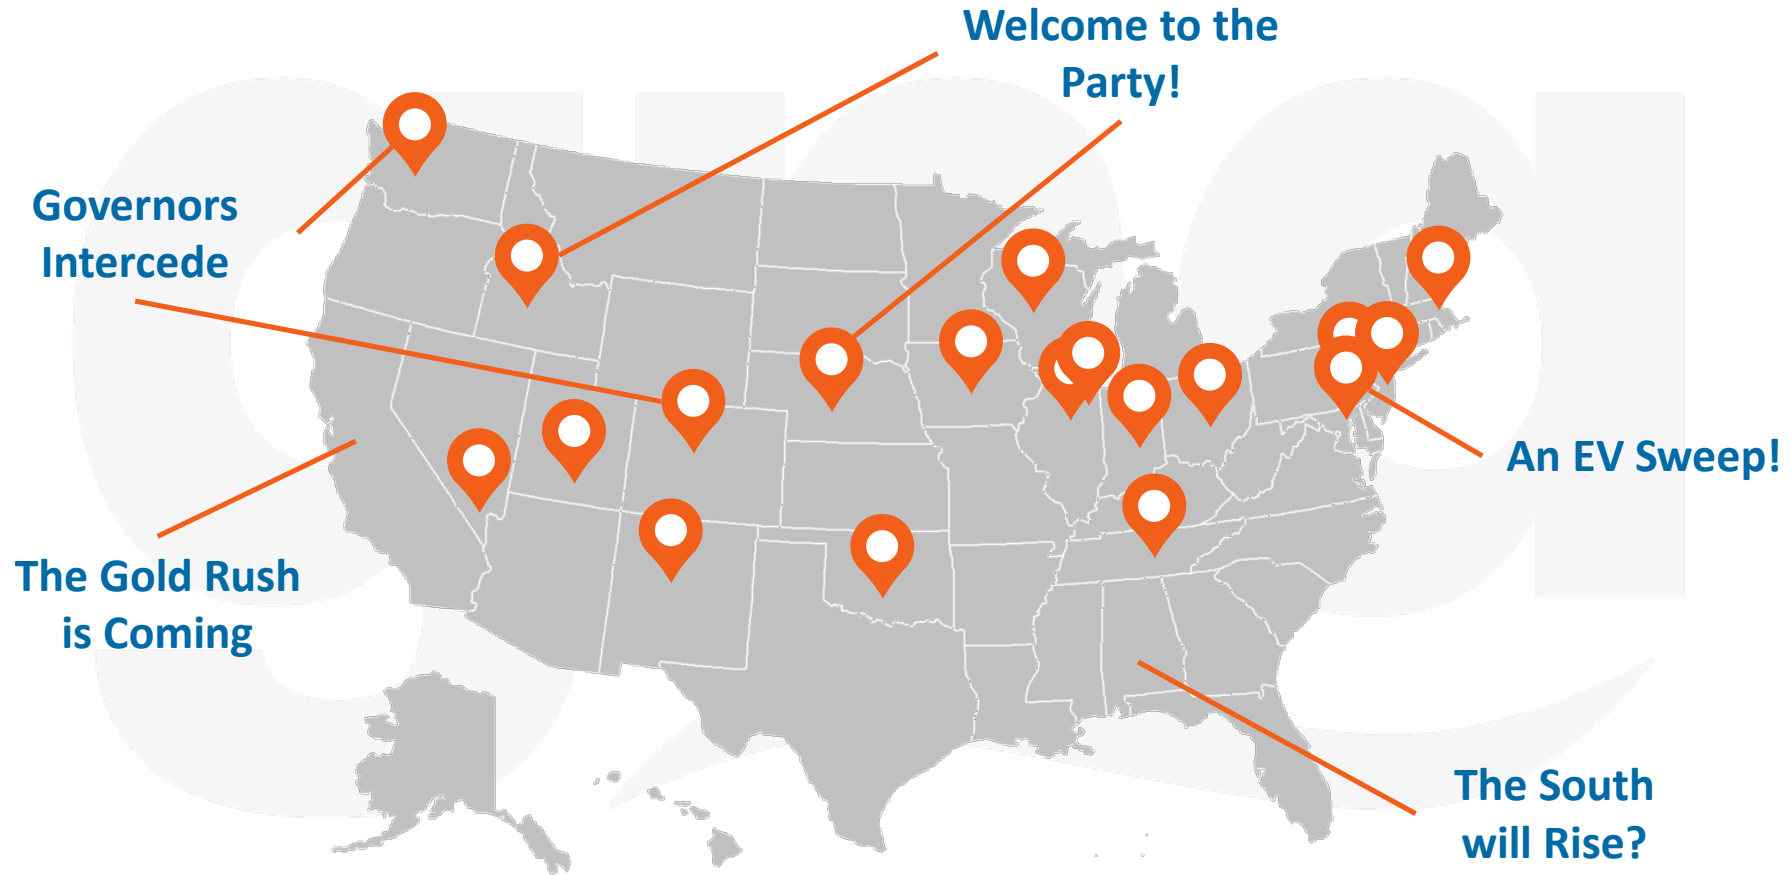 Welcome to the
Party!
Governors
Intercede
An EV Sweep!
The Gold Rush
is Coming
The South
will Rise?